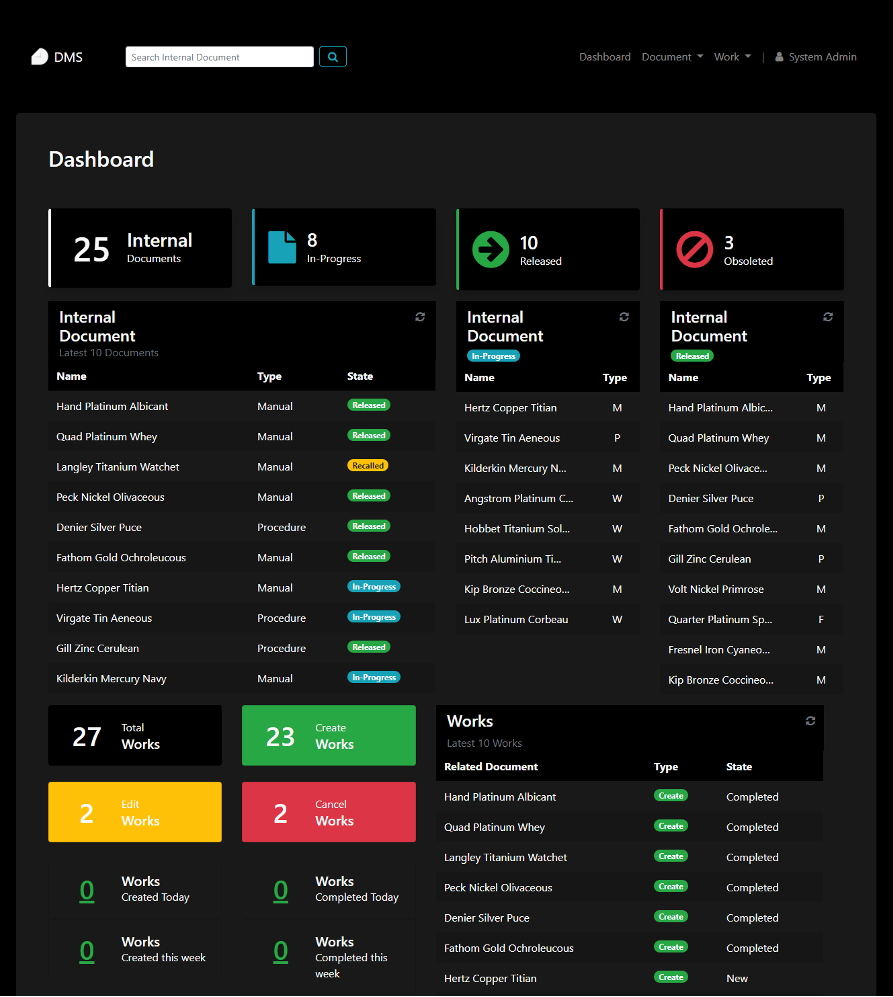 DMS
Search Internal Document
Dashboard Document Work | System Admin
Dashboard
25 Internal Documents
8 In-Progress
10 Released
3 Obsoleted
Internal Document
Latest 10 Documents
Name Type State
Hand Platinum Albicant Manual Released
Quad Platinum Whey Manual Released
Langley Titanium Watchet Manual Recalled
Peck Nickel Olivaceous Manual Released
Denier Silver Puce Procedure Released
Fathom Gold Ochroleucous Manual Released
Hertz Copper Titian Manual In-Progress
Virgate Tin Aeneous Procedure In-Progress
Gill Zinc Cerulean Procedure Released
Kilderkin Mercury Navy Manual In-Progress
Internal Document
In-Progress
Name Type
Hertz Copper Titian M
Virgate Tin Aeneous P
Kilderkin Mercury N... M
Angstrom Platinum C... W
Hobbet Titanium Sol... W
Pitch Aluminium Ti... W
Kip Bronze Coccineo... M
Lux Platinum Corbeau W
Internal Document
Released
Name Type
Hand Platinum Albic... M
Quad Platinum Whey M
Peck Nickel Olivace... M
Denier Silver Puce P
Fathom Gold Ochrole... M
Gill Zinc Cerulean P
Volt Nickel Primrose M
Quarter Platinum Sp... F
Fresnel Iron Cyaneo... M
Kip Bronze Coccineo... M
27 Total Works
23 Create Works
2 Edit Works
2 Cancel Works
0 Works Created Today
0 Works Completed Today
0 Works Created this week
0 Works Completed this week
Works
Latest 10 Works
Related Document Type State
Hand Platinum Albicant Create Completed
Quad Platinum Whey Create Completed
Langley Titanium Watchet Create Completed
Peck Nickel Olivaceous Create Completed
Denier Silver Puce Create Completed
Fathom Gold Ochroleucous Create Completed
Hertz Copper Titian Create New